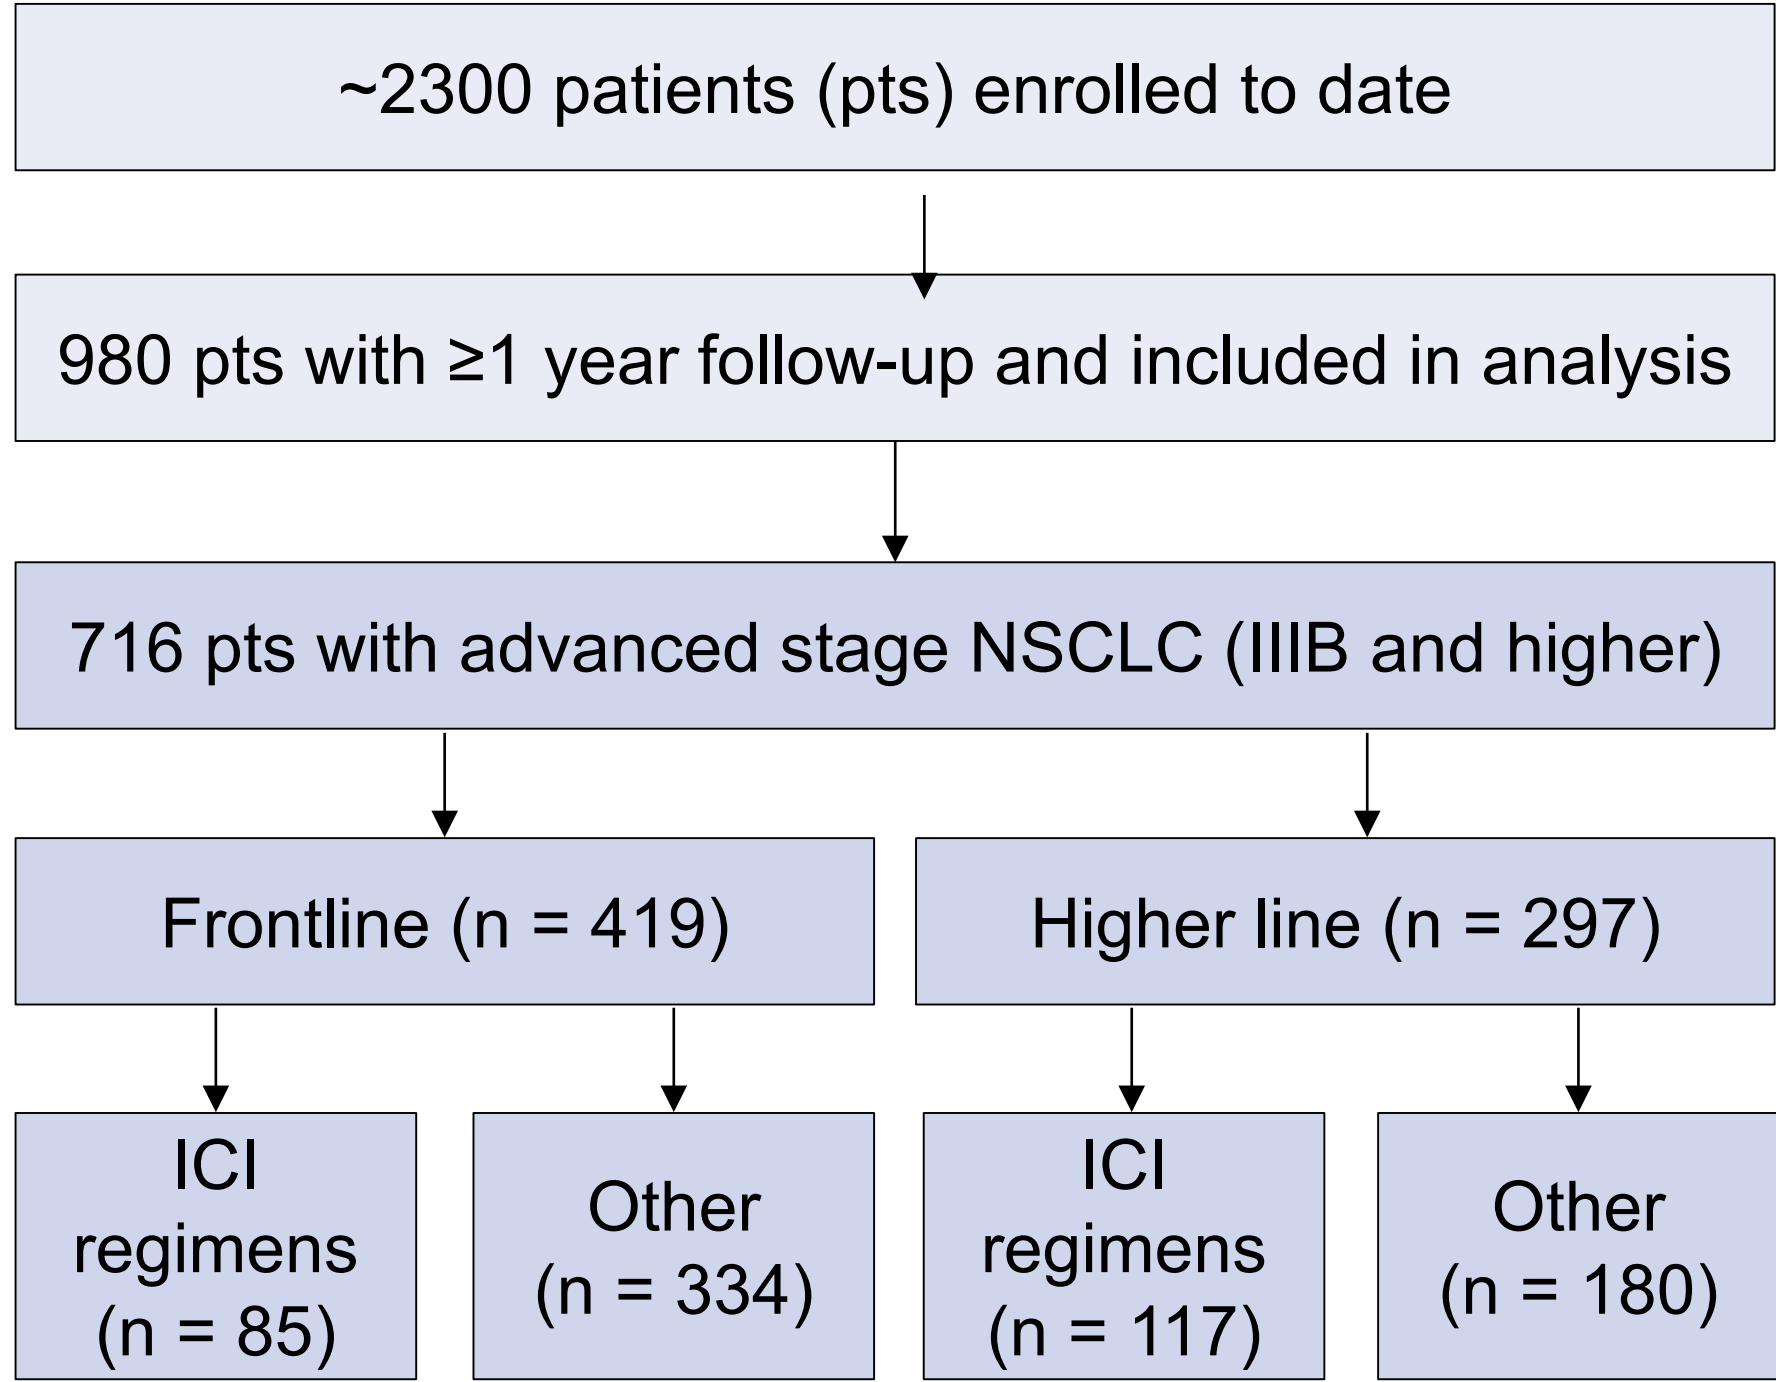 ~2300 patients (pts) enrolled to date
980 pts with ≥1 year follow-up and included in analysis
716 pts with advanced stage NSCLC (IIIB and higher)
Frontline (n = 419)
Higher line (n = 297)
ICI
regimens
(n = 85)
Other
(n = 334)
ICI
regimens
(n = 117)
Other
(n = 180)